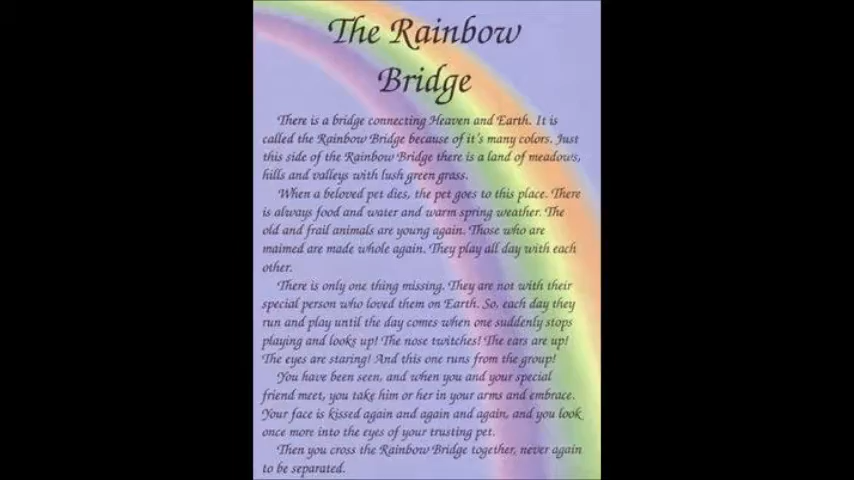 The Rainbow
Bridge
There is a bridge connecting Heaven and Earth. It is
called the Rainbow Bridge because of it's many colors. Just
this side of the Rainbow Bridge there is a land of meadows,
hills and valleys with lush green grass.
When a beloved pet dies, the pet goes to this place. There
is always food and water and warm spring weather. The
old and frail animals are young again. Those who are
maimed are made whole again. They play all day with each
other.
There is only one thing missing. They are not with their
special person who loved them on Earth. So, each day they
run and play until the day comes when one suddenly stops
playing and looks up! The nose twitches! The ears are up!
The eyes are staring! And this one runs from the group!
You have been seen, and when you and your special
friend meet, you take him or her in your arms and embrace.
Your face is kissed again and again and again, and you look
once more into the eyes of your trusting pet.
Then you cross the Rainbow Bridge together, never again
to be separated.